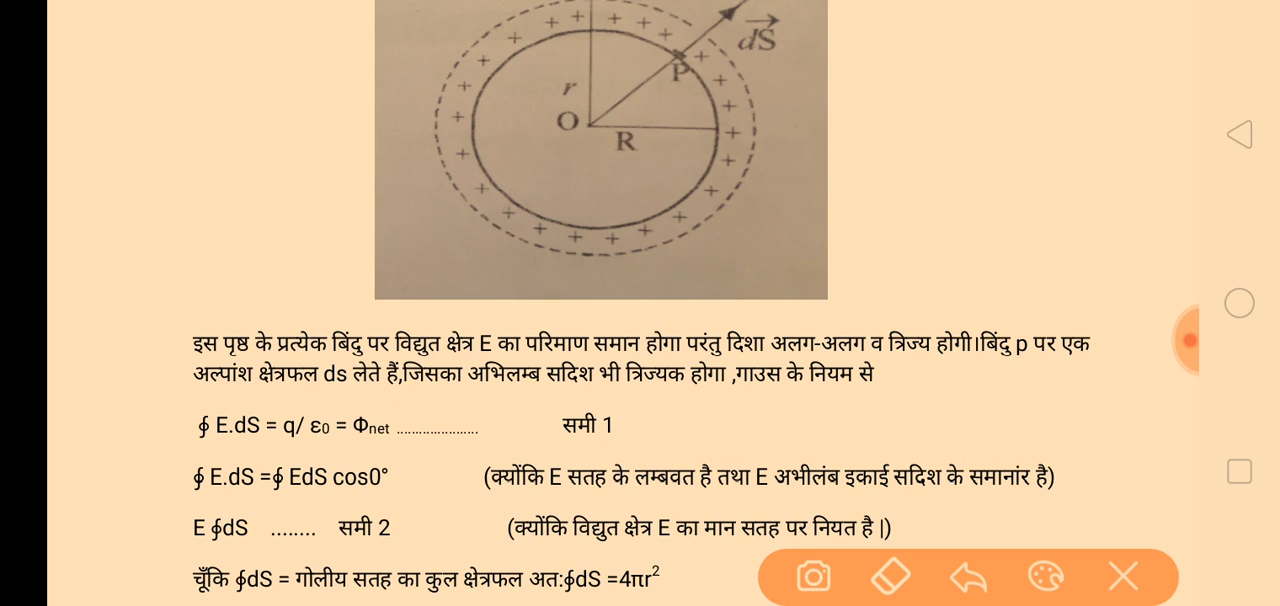 dS
P
r
O
R
इस पृष्ठ के प्रत्येक बिंदु पर विद्युत क्षेत्र E का परिमाण समान होगा परंतु दिशा अलग-अलग व त्रिज्य होगी।बिंदु p पर एक
अल्पांश क्षेत्रफल ds लेते हैं,जिसका अभिलम्ब सदिश भी त्रिज्यक होगा ,गाउस के नियम से
∮ E.dS = q/ ε₀ = Φnet ..................... समी 1
∮ E.dS =∮ EdS cos0° (क्योंकि E सतह के लम्बवत है तथा E अभीलंब इकाई सदिश के समानांर है)
E ∮dS ........ समी 2 (क्योंकि विद्युत क्षेत्र E का मान सतह पर नियत है |)
चूँकि ∮dS = गोलीय सतह का कुल क्षेत्रफल अत:∮dS =4πr²